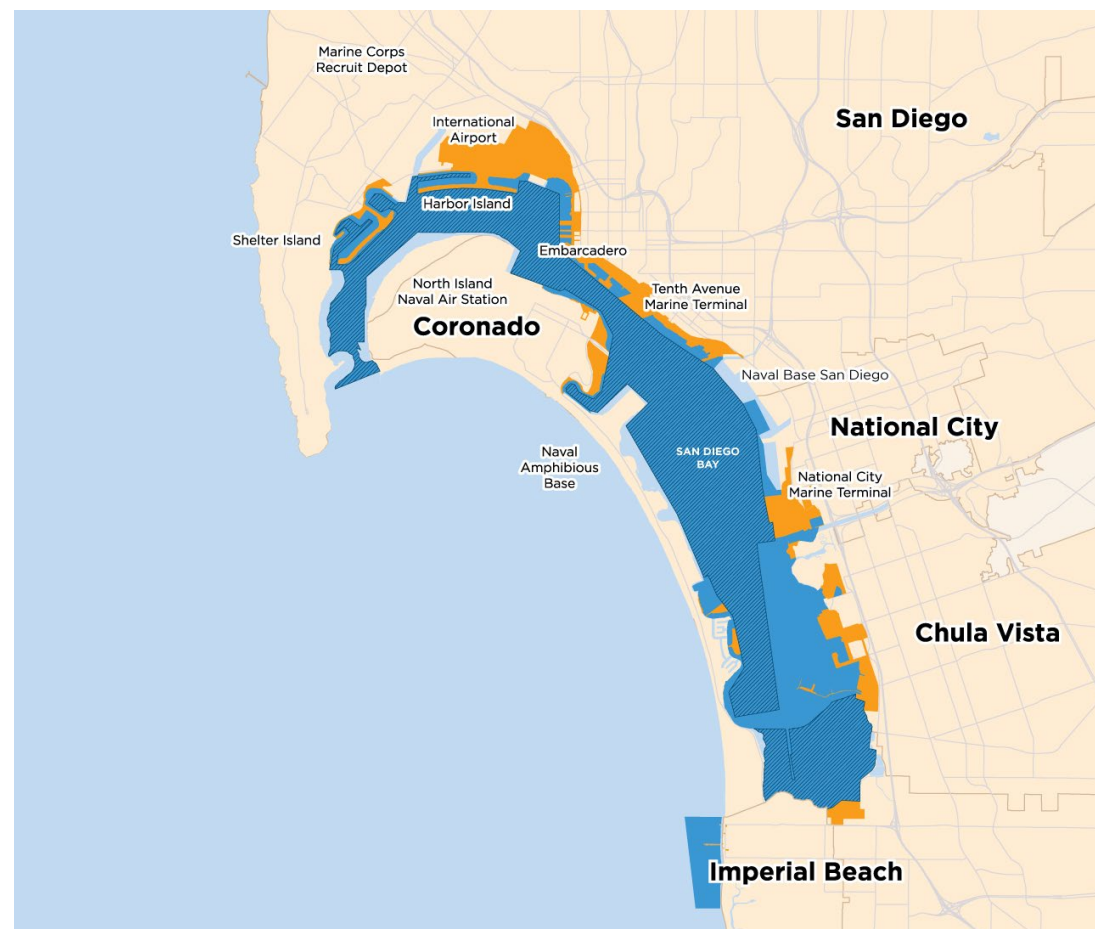 Marine Corps
Recruit Depot
International
Airport
San Diego
Harbor Island
Shelter Island
Embarcadero
North Island
Naval Air Station
Tenth Avenue
Marine Terminal
Coronado
Naval Base San Diego
National City
Naval
Amphibious
Base
SAN DIEGO
BAY
National City
Marine Terminal
Chula Vista
Imperial Beach